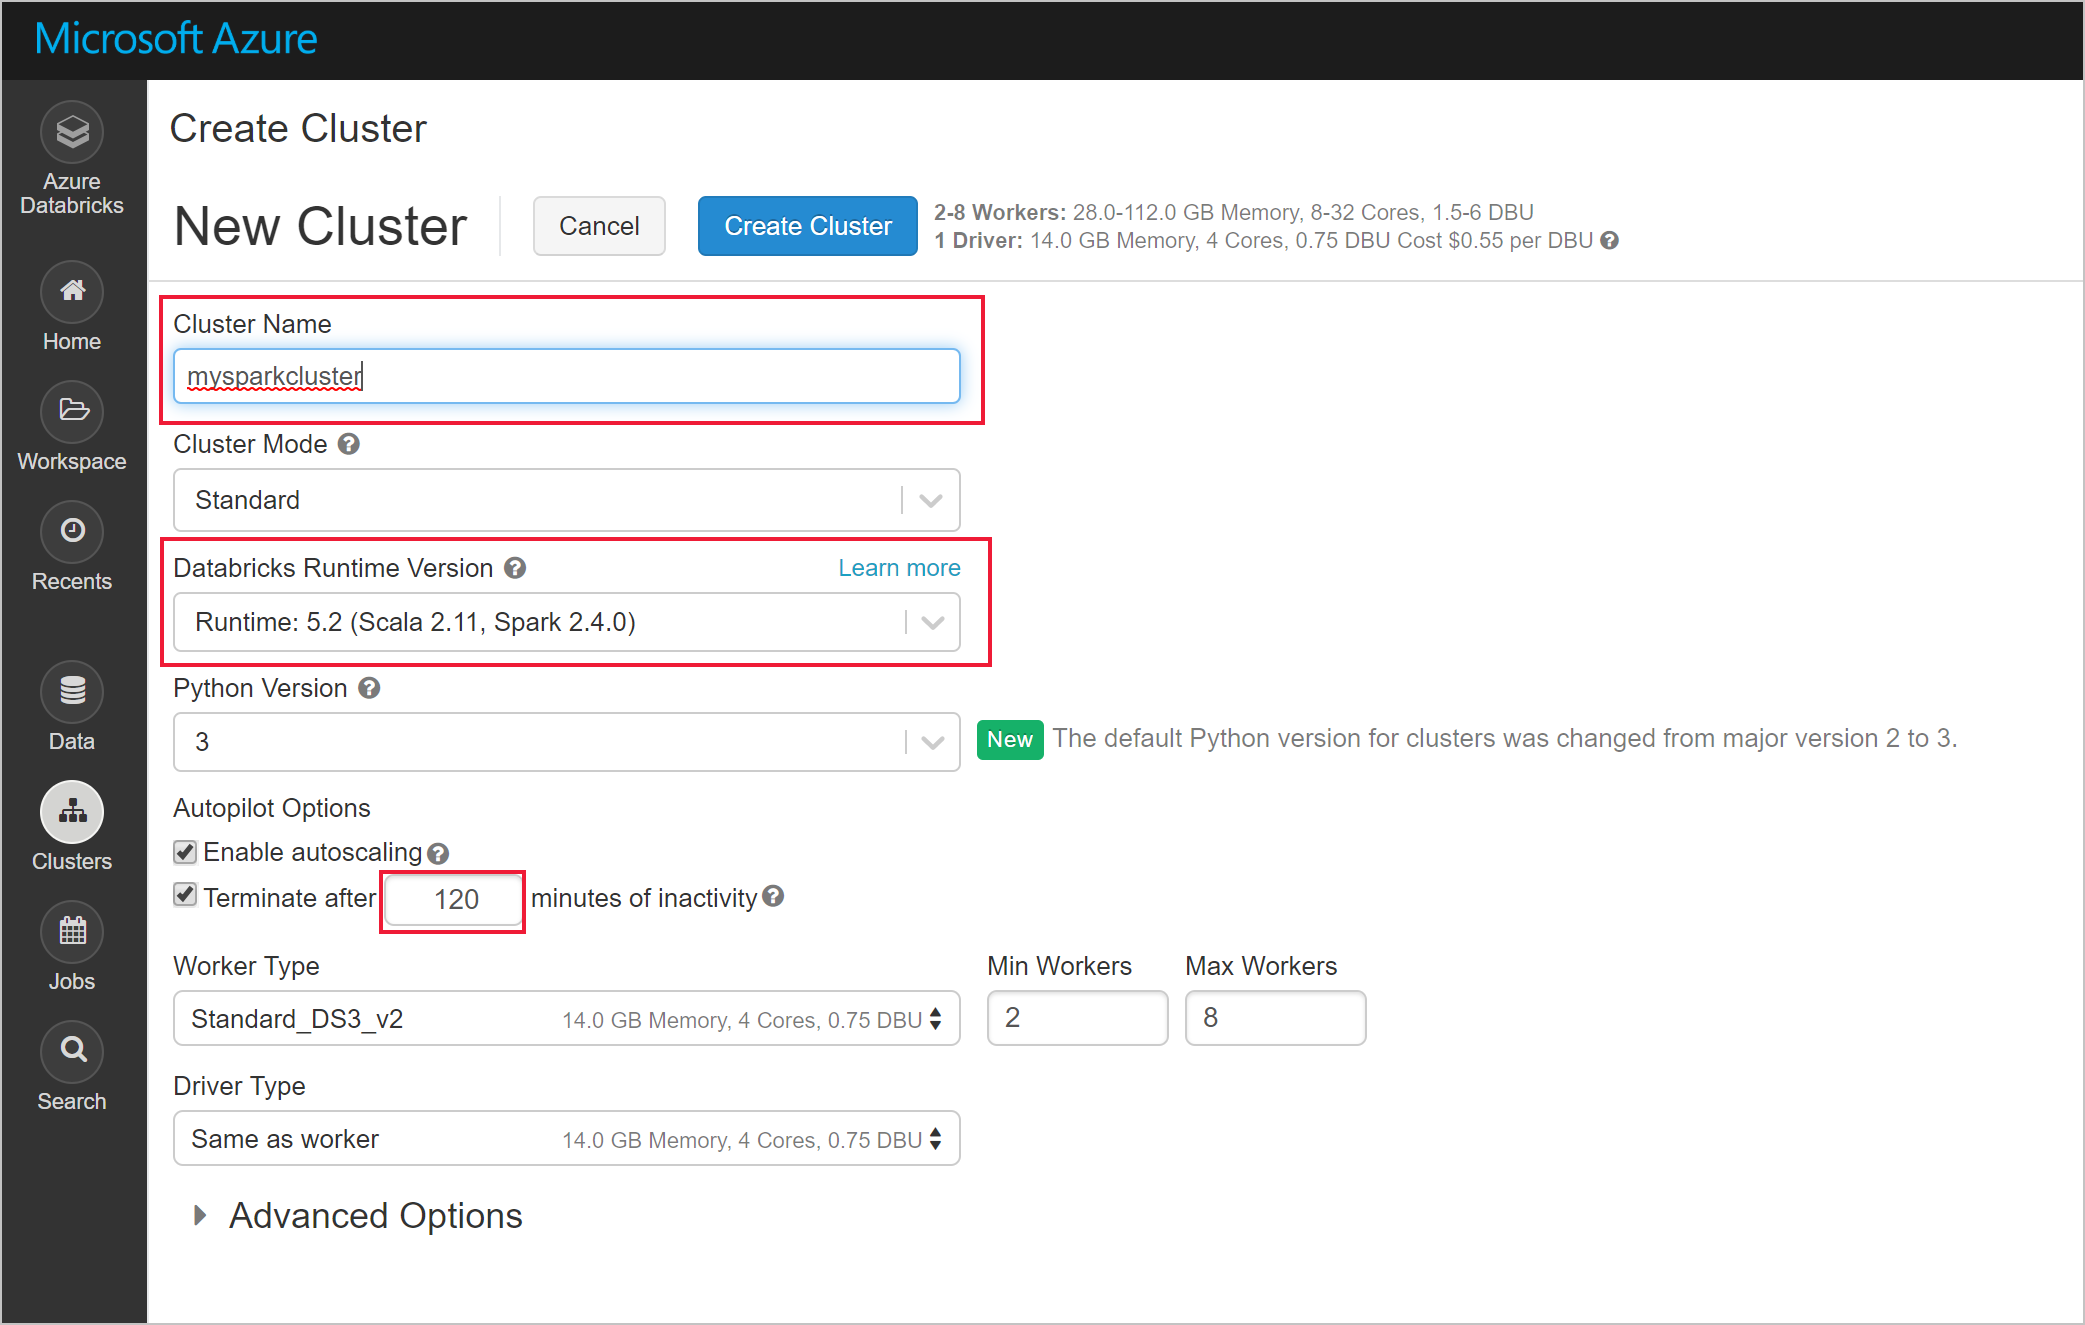 Microsoft Azure
Azure
Databricks
Home
Workspace
Recents
Data
Clusters
Jobs
Search
Create Cluster
New Cluster
Cancel
Create Cluster
2-8 Workers: 28.0-112.0 GB Memory, 8-32 Cores, 1.5-6 DBU
1 Driver: 14.0 GB Memory, 4 Cores, 0.75 DBU Cost $0.55 per DBU ?
Cluster Name
mysparkcluster
Cluster Mode ?
Standard
Databricks Runtime Version ? Learn more
Runtime: 5.2 (Scala 2.11, Spark 2.4.0)
Python Version ?
3
New The default Python version for clusters was changed from major version 2 to 3.
Autopilot Options
Enable autoscaling ?
Terminate after 120 minutes of inactivity ?
Worker Type Min Workers Max Workers
Standard_DS3_v2 14.0 GB Memory, 4 Cores, 0.75 DBU 2 8
Driver Type
Same as worker 14.0 GB Memory, 4 Cores, 0.75 DBU
Advanced Options